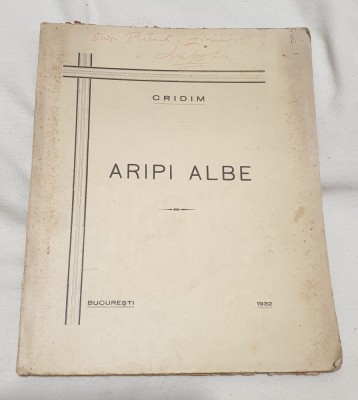 CRIDIM
ARIPI ALBE
BUCUREȘTI 1932